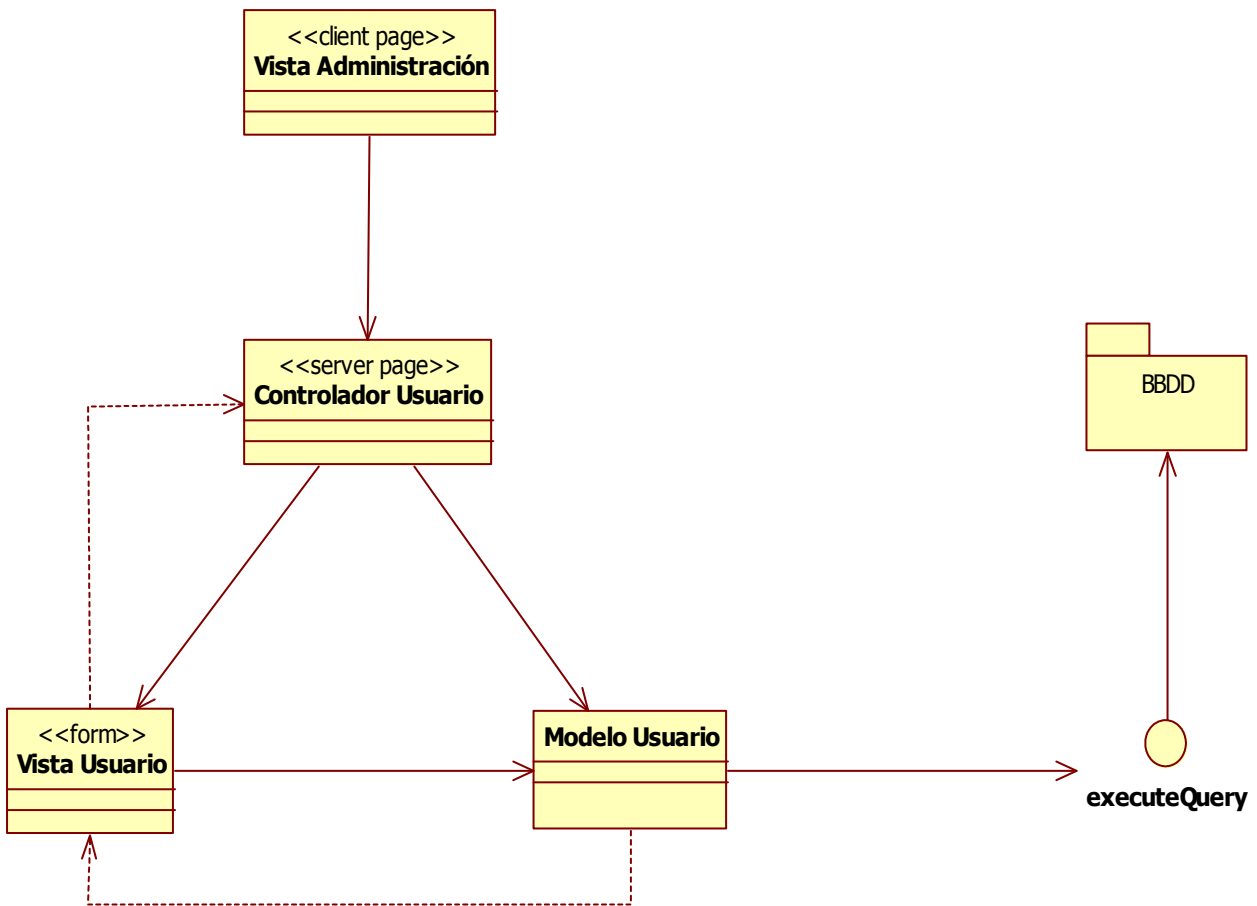 <<client page>>
Vista Administración
<<server page>>
Controlador Usuario
BBDD
<<form>>
Vista Usuario
Modelo Usuario
executeQuery